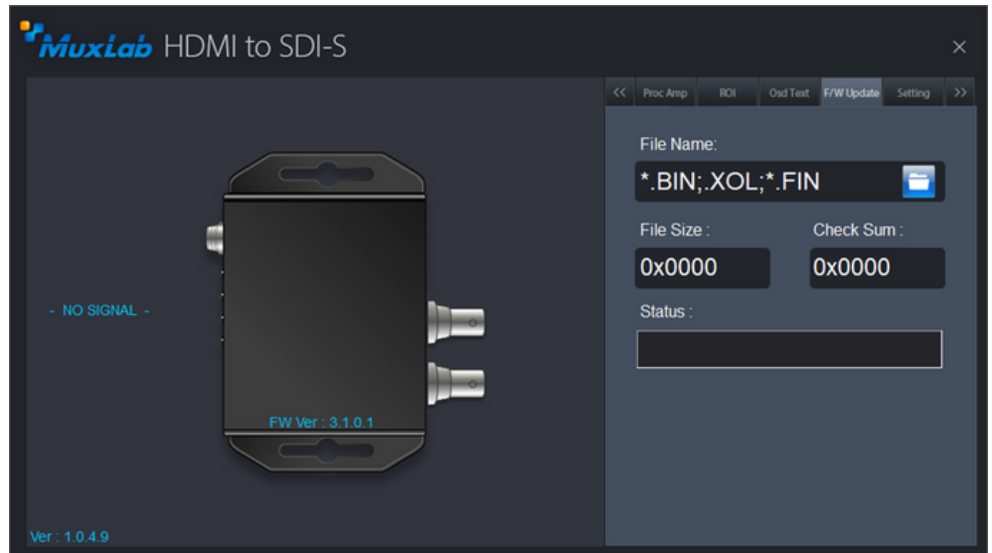 MuxLab HDMI to SDI-S
×
<< Proc Amp ROI Osd Text F/W Update Setting >>
File Name:
*.BIN;.XOL;*.FIN
File Size : Check Sum :
0x0000 0x0000
- NO SIGNAL -
Status :
FW Ver : 3.1.0.1
Ver : 1.0.4.9